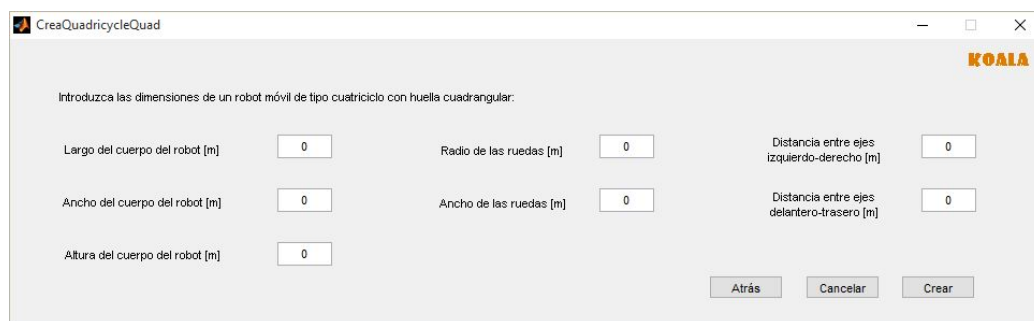 CreaQuadricycleQuad
KOALA
Introduzca las dimensiones de un robot móvil de tipo cuatriciclo con huella cuadrangular:
Largo del cuerpo del robot [m]
0
Radio de las ruedas [m]
0
Distancia entre ejes
izquierdo-derecho [m]
0
Ancho del cuerpo del robot [m]
0
Ancho de las ruedas [m]
0
Distancia entre ejes
delantero-trasero [m]
0
Altura del cuerpo del robot [m]
0
Atrás
Cancelar
Crear